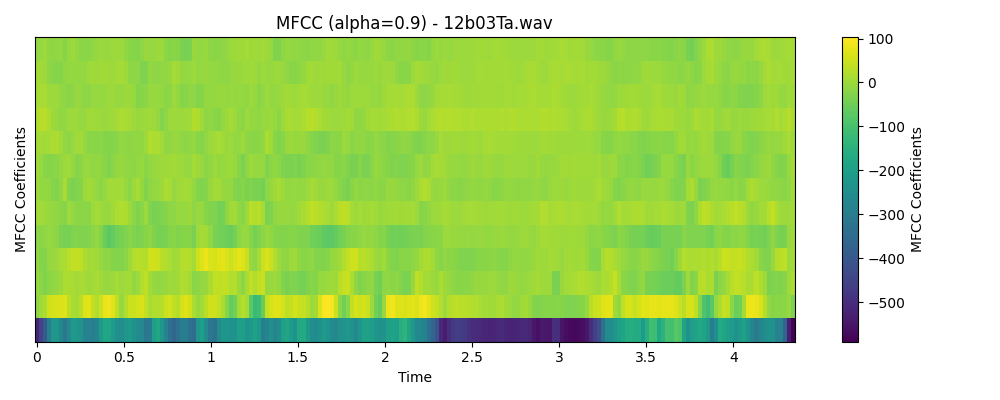 MFCC (alpha=0.9) - 12b03Ta.wav
MFCC Coefficients
0 0.5 1 1.5 2 2.5 3 3.5 4
Time
100
0
−100
−200
−300
−400
−500
MFCC Coefficients